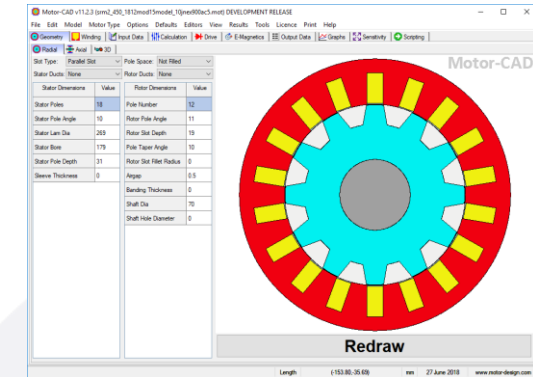 Motor-CAD v11.2.3 (srm2_450_1812mod15model_10jnex900ac5.mot) DEVELOPMENT RELEASE
File Edit Model Motor Type Options Defaults Editors View Results Tools Licence Print Help
Geometry Winding Input Data Calculation Drive E-Magnetics Output Data Graphs Sensitivity Scripting
Radial Axial 3D
Slot Type: Parallel Slot Pole Space: Not Filled
Stator Ducts: None Rotor Ducts: None
Motor-CAD
Stator Dimensions Value Rotor Dimensions Value
Stator Poles 18 Pole Number 12
Stator Pole Angle 10 Rotor Pole Angle 11
Stator Lam Dia 269 Rotor Slot Depth 19
Stator Bore 179 Pole Taper Angle 10
Stator Pole Depth 31 Rotor Slot Fillet Radius 0
Sleeve Thickness 0 Airgap 0.5
Banding Thickness 0
Shaft Dia 70
Shaft Hole Diameter 0
Redraw
Length (-153.80,-35.69) mm 27 June 2018 www.motor-design.com